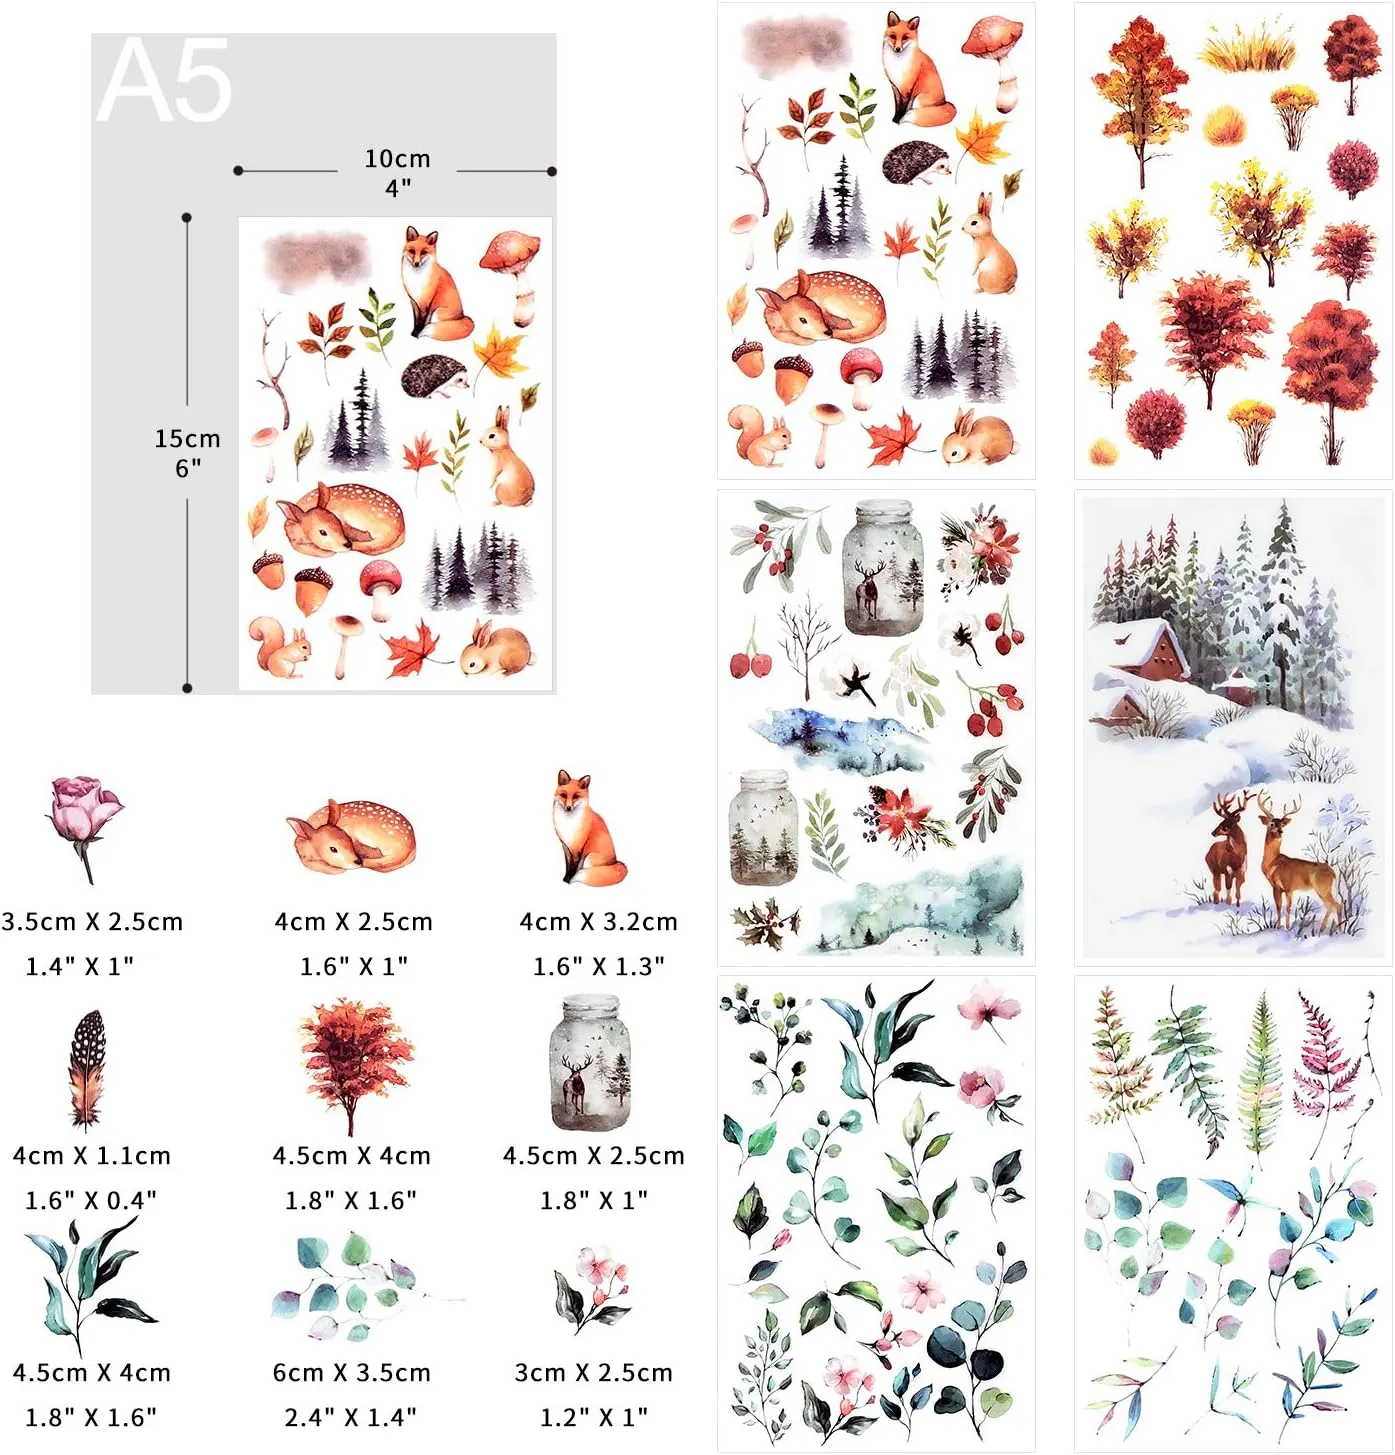 A5
10cm
4"
15cm
6"
3.5cm X 2.5cm
1.4" X 1"
4cm X 2.5cm
1.6" X 1"
4cm X 3.2cm
1.6" X 1.3"
4cm X 1.1cm
1.6" X 0.4"
4.5cm X 4cm
1.8" X 1.6"
4.5cm X 2.5cm
1.8" X 1"
4.5cm X 4cm
1.8" X 1.6"
6cm X 3.5cm
2.4" X 1.4"
3cm X 2.5cm
1.2" X 1"